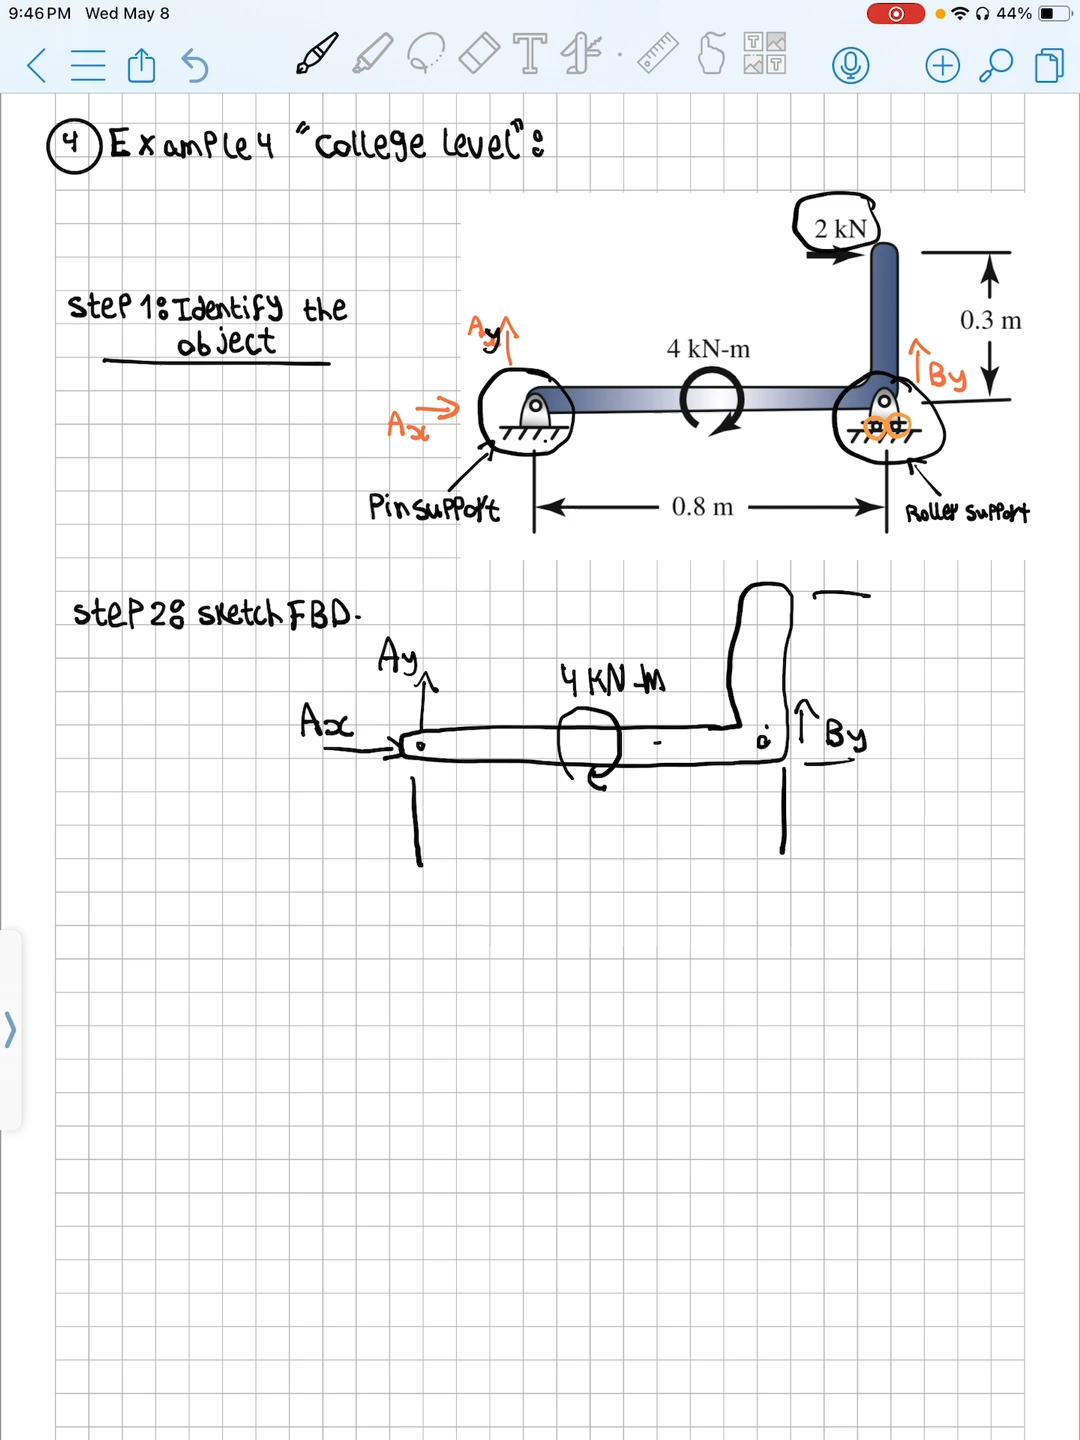 9:46 PM Wed May 8
44%
4 Example 4 "college level":
2 kN
Step 1: Identify the
object
Ay
0.3 m
4 kN-m
By
Ax
Pin support
0.8 m
Roller support
Step 2: sketch FBD.
Ay
4 KN-M
Ax
By